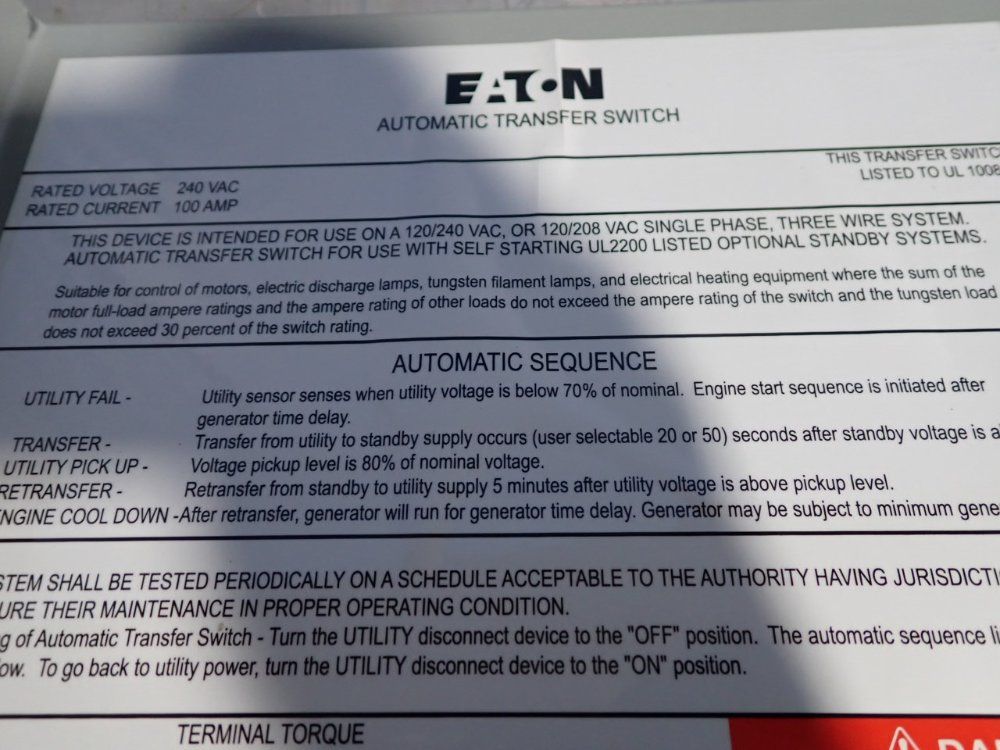 EATON
AUTOMATIC TRANSFER SWITCH
THIS TRANSFER SWITC
LISTED TO UL 1008
RATED VOLTAGE 240 VAC
RATED CURRENT 100 AMP
THIS DEVICE IS INTENDED FOR USE ON A 120/240 VAC, OR 120/208 VAC SINGLE PHASE, THREE WIRE SYSTEM.
AUTOMATIC TRANSFER SWITCH FOR USE WITH SELF STARTING UL2200 LISTED OPTIONAL STANDBY SYSTEMS.
Suitable for control of motors, electric discharge lamps, tungsten filament lamps, and electrical heating equipment where the sum of the
motor full-load ampere ratings and the ampere rating of other loads do not exceed the ampere rating of the switch and the tungsten load
does not exceed 30 percent of the switch rating.
AUTOMATIC SEQUENCE
UTILITY FAIL - Utility sensor senses when utility voltage is below 70% of nominal. Engine start sequence is initiated after
generator time delay.
TRANSFER - Transfer from utility to standby supply occurs (user selectable 20 or 50) seconds after standby voltage is a
UTILITY PICK UP - Voltage pickup level is 80% of nominal voltage.
RETRANSFER - Retransfer from standby to utility supply 5 minutes after utility voltage is above pickup level.
ENGINE COOL DOWN -After retransfer, generator will run for generator time delay. Generator may be subject to minimum gene
STEM SHALL BE TESTED PERIODICALLY ON A SCHEDULE ACCEPTABLE TO THE AUTHORITY HAVING JURISDICTI
URE THEIR MAINTENANCE IN PROPER OPERATING CONDITION.
g of Automatic Transfer Switch - Turn the UTILITY disconnect device to the "OFF" position. The automatic sequence li
ow. To go back to utility power, turn the UTILITY disconnect device to the "ON" position.
TERMINAL TORQUE